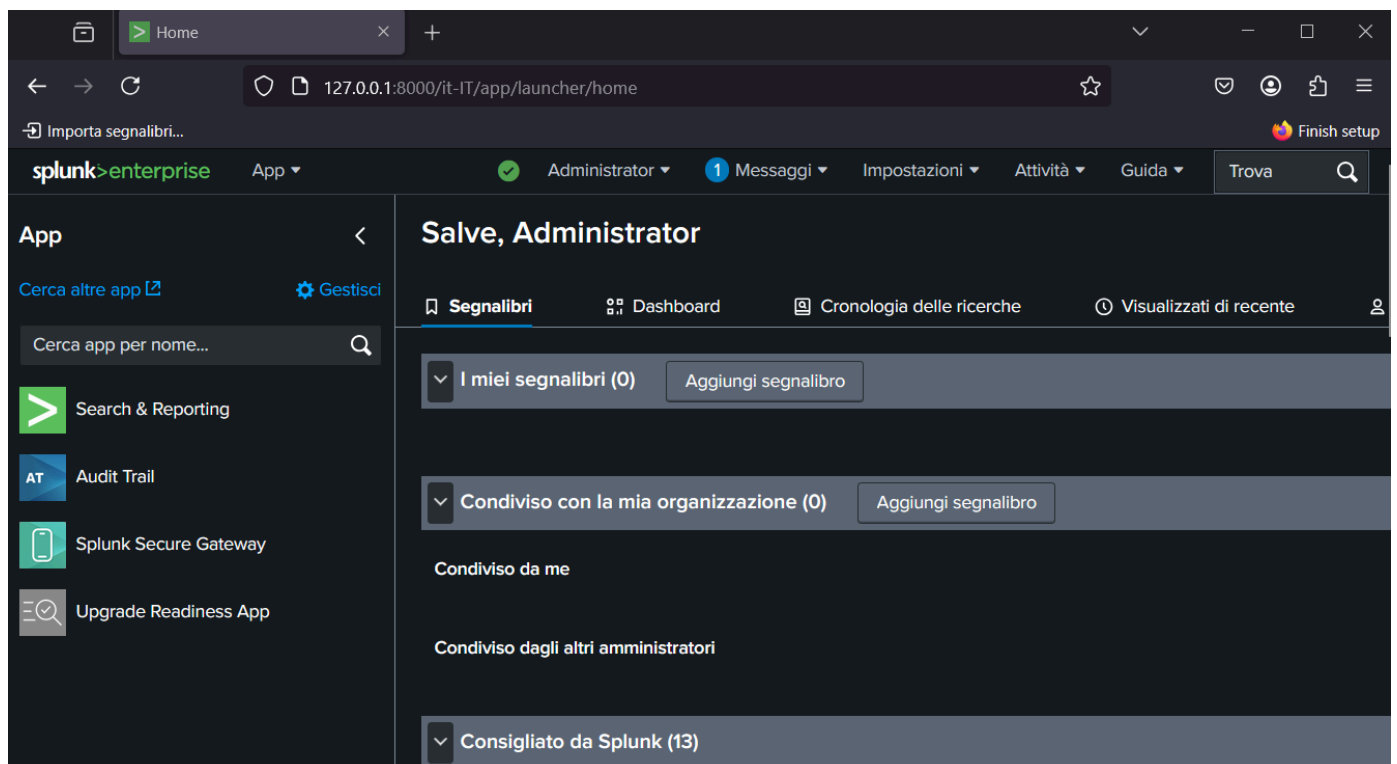 Home
127.0.0.1:8000/it-IT/app/launcher/home
Importa segnalibri...
Finish setup
splunk>enterprise App Administrator 1 Messaggi Impostazioni Attività Guida Trova
App
Cerca altre app Gestisci
Cerca app per nome...
Search & Reporting
AT Audit Trail
Splunk Secure Gateway
Upgrade Readiness App
Salve, Administrator
Segnalibri Dashboard Cronologia delle ricerche Visualizzati di recente
I miei segnalibri (0) Aggiungi segnalibro
Condiviso con la mia organizzazione (0) Aggiungi segnalibro
Condiviso da me
Condiviso dagli altri amministratori
Consigliato da Splunk (13)